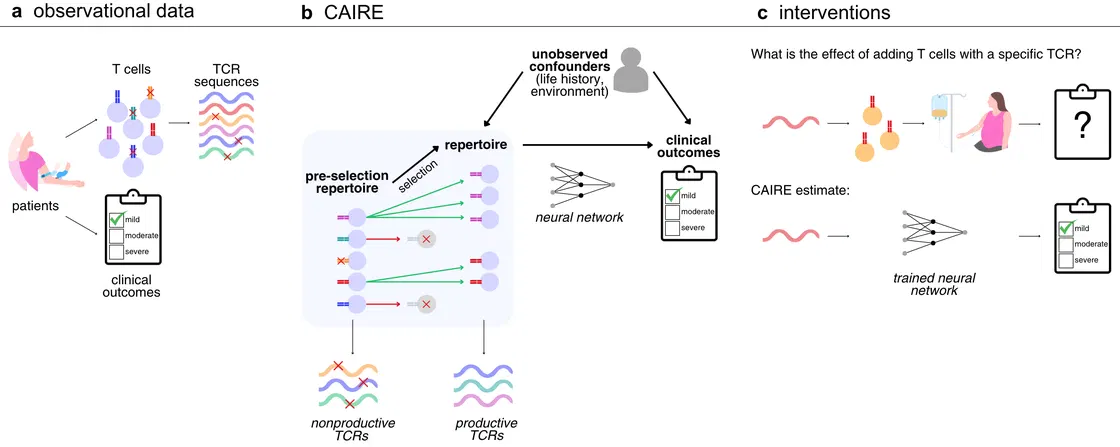 a observational data
T cells
TCR
sequences
patients
mild
moderate
severe
clinical
outcomes
b CAIRE
unobserved
confounders
(life history,
environment)
repertoire
pre-selection
repertoire
selection
clinical
outcomes
mild
moderate
severe
neural network
nonproductive
TCRs
productive
TCRs
c interventions
What is the effect of adding T cells with a specific TCR?
?
CAIRE estimate:
trained neural
network
mild
moderate
severe